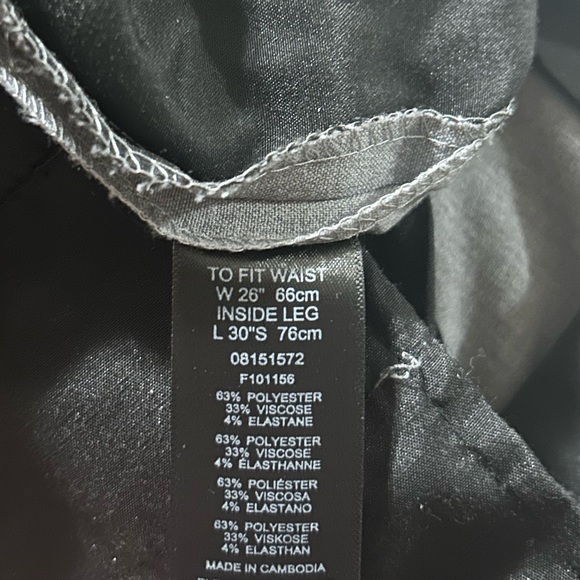 TO FIT WAIST
W 26" 66cm
INSIDE LEG
L 30"S 76cm
08151572
F101156
63% POLYESTER
33% VISCOSE
4% ELASTANE
63% POLYESTER
33% VISCOSE
4% ÉLASTHANNE
63% POLIÉSTER
33% VISCOSA
4% ELASTANO
63% POLYESTER
33% VISKOSE
4% ELASTHAN
MADE IN CAMBODIA